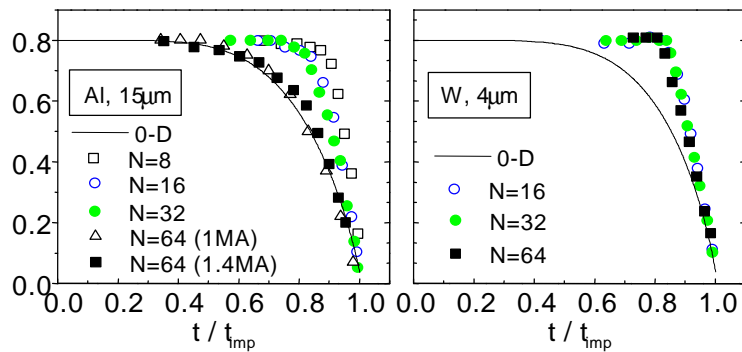 0.8
0.6
0.4
0.2
0.0
Al, 15µm
0-D
N=8
N=16
N=32
N=64 (1MA)
N=64 (1.4MA)
0.0 0.2 0.4 0.6 0.8 1.0
t / t_imp
W, 4µm
0-D
N=16
N=32
N=64
0.0 0.2 0.4 0.6 0.8 1.0
t / t_imp